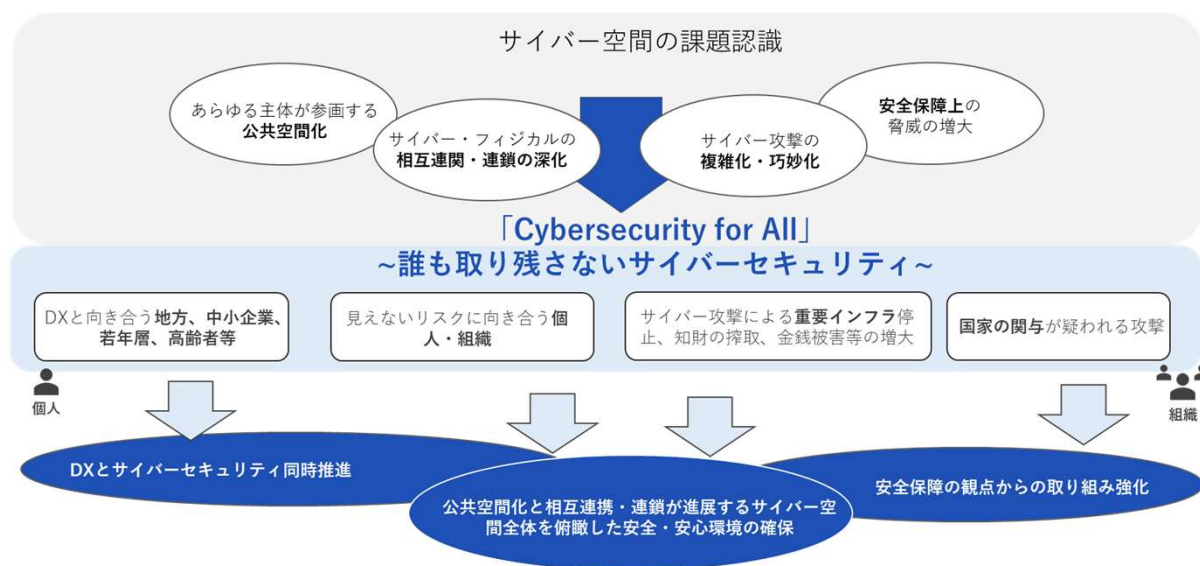 サイバー空間の課題認識
あらゆる主体が参画する
公共空間化
サイバー・フィジカルの
相互連関・連鎖の深化
サイバー攻撃の
複雑化・巧妙化
安全保障上の
脅威の増大
「Cybersecurity for All」
~誰も取り残さないサイバーセキュリティ~
DXと向き合う地方、中小企業、
若年層、高齢者等
見えないリスクに向き合う個
人・組織
サイバー攻撃による重要インフラ停
止、知財の搾取、金銭被害等の増大
国家の関与が疑われる攻撃
個人
組織
DXとサイバーセキュリティ同時推進
公共空間化と相互連携・連鎖が進展するサイバー空
間全体を俯瞰した安全・安心環境の確保
安全保障の観点からの取り組み強化